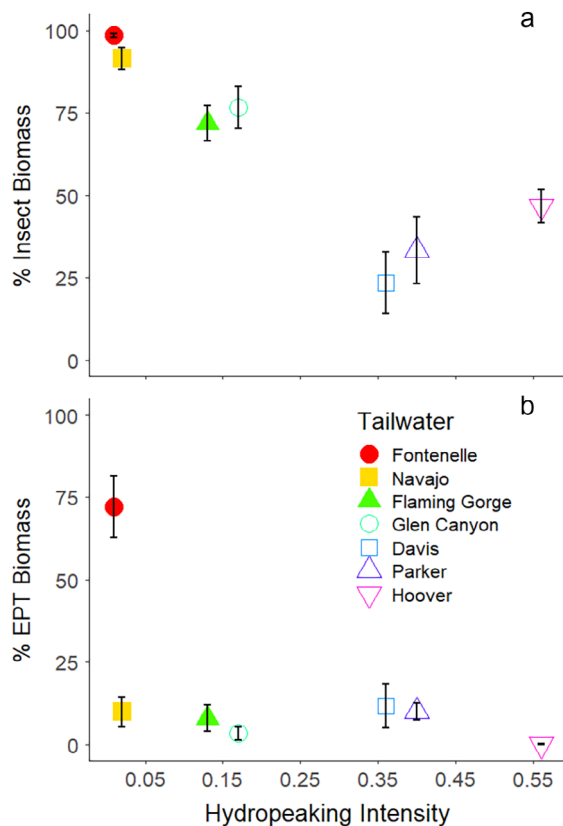 a
100
75
50
25
0
% Insect Biomass
b
100
75
50
25
0
% EPT Biomass
Tailwater
Fontenelle
Navajo
Flaming Gorge
Glen Canyon
Davis
Parker
Hoover
0.05 0.15 0.25 0.35 0.45 0.55
Hydropeaking Intensity